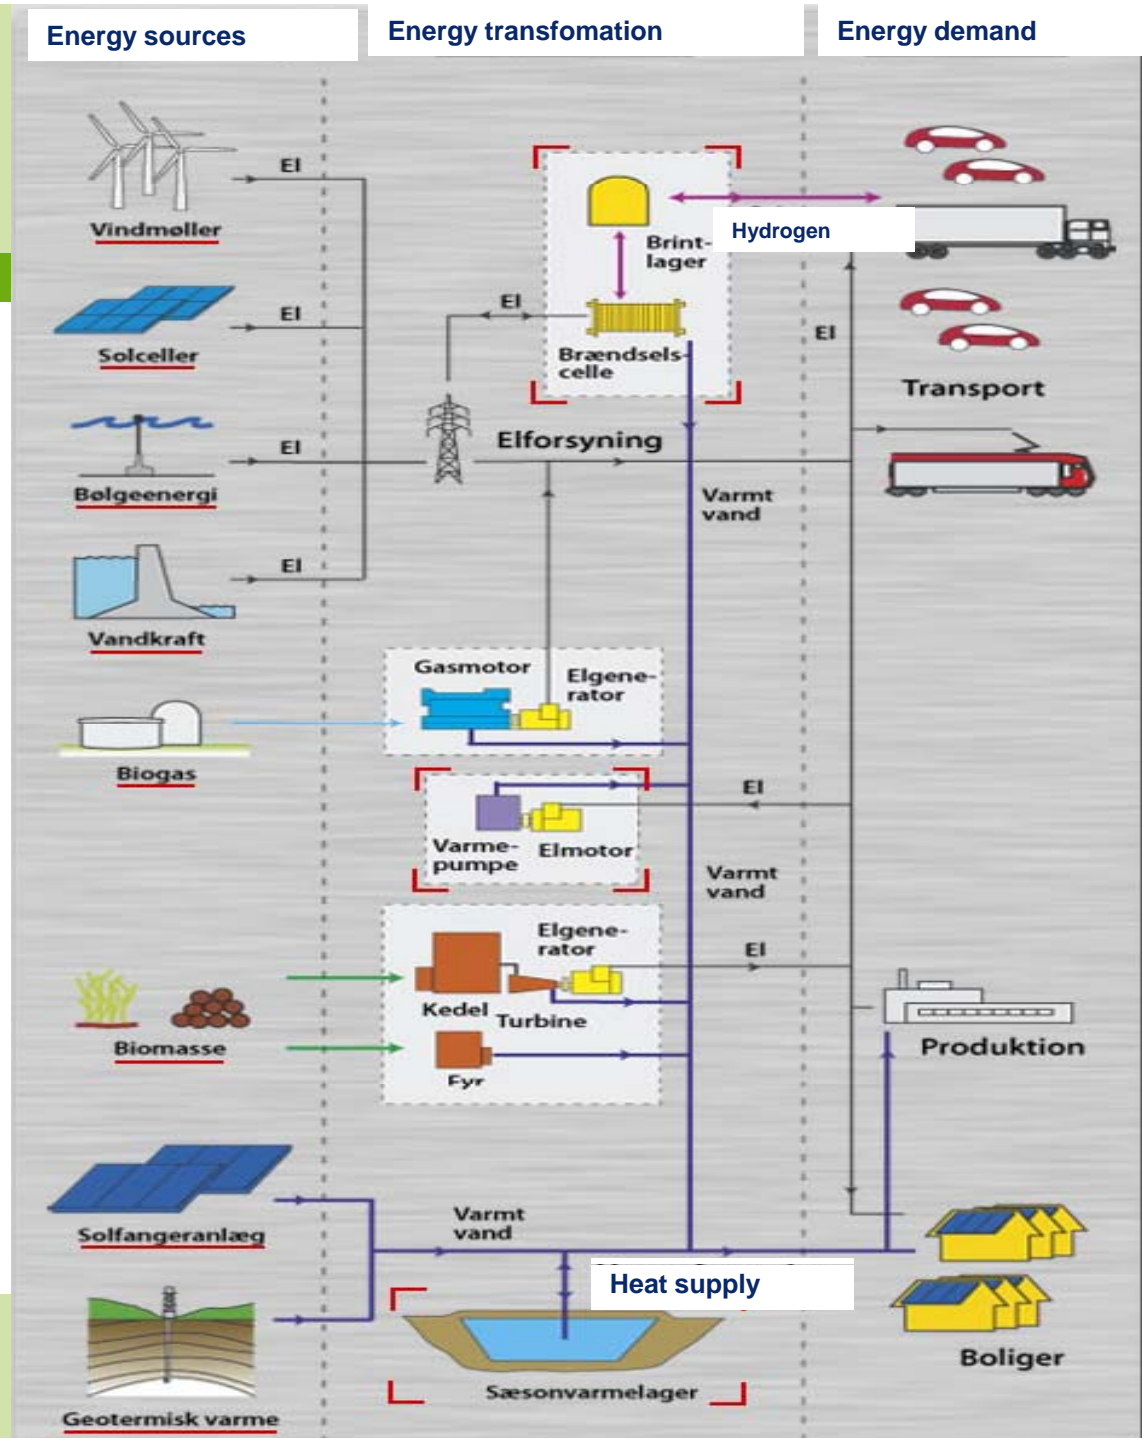 Energy sources
Energy transfomation
Energy demand
El
Vindmøller
El
Solceller
El
Bølgeenergi
El
Vandkraft
Biogas
Biomasse
Solfangeranlæg
Geotermisk varme
Brint-
lager
Hydrogen
El
Brændsels-
celle
Elforsyning
Varmt
vand
Gasmotor
Elgene-
rator
El
Varme-
pumpe
Elmotor
Varmt
vand
Elgene-
rator
El
Kedel
Turbine
Fyr
Varmt
vand
Heat supply
Sæsonvarmelager
El
Transport
Produktion
Boliger